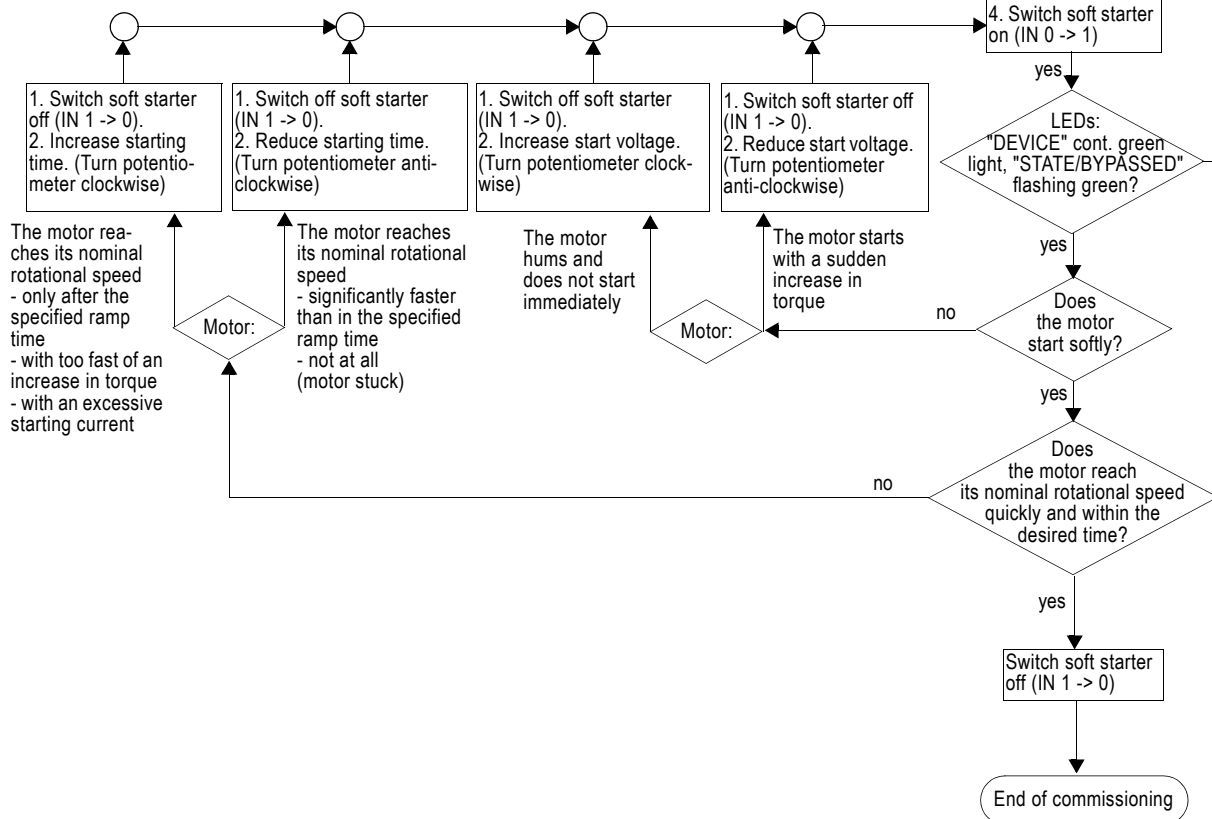 4. Switch soft starter
on (IN 0 -> 1)
yes
1. Switch soft starter
off (IN 1 -> 0).
2. Increase starting
time. (Turn potentio-
meter clockwise)
1. Switch off soft starter
(IN 1 -> 0).
2. Reduce starting time.
(Turn potentiometer anti-
clockwise)
1. Switch off soft starter
(IN 1 -> 0).
2. Increase start voltage.
(Turn potentiometer clock-
wise)
1. Switch soft starter off
(IN 1 -> 0).
2. Reduce start voltage.
(Turn potentiometer
anti-clockwise)
LEDs:
"DEVICE" cont. green
light, "STATE/BYPASSED"
flashing green?
The motor rea-
ches its nominal
rotational speed
- only after the
specified ramp
time
- with too fast of an
increase in torque
- with an excessive
starting current
Motor:
The motor reaches
its nominal rotational
speed
- significantly faster
than in the specified
ramp time
- not at all
(motor stuck)
The motor
hums and
does not start
immediately
Motor:
The motor starts
with a sudden
increase in
torque
yes
no
Does
the motor
start softly?
yes
no
Does
the motor reach
its nominal rotational speed
quickly and within the
desired time?
yes
Switch soft starter
off (IN 1 -> 0)
End of commissioning